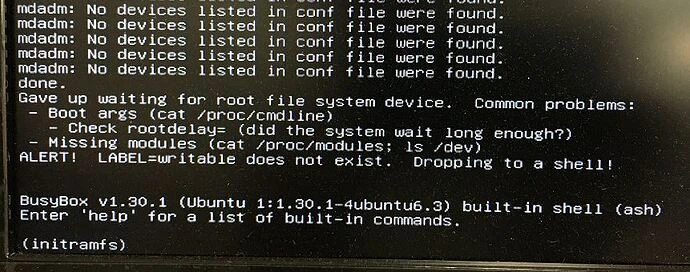 mdadm: No devices listed in conf file were found.
mdadm: No devices listed in conf file were found.
mdadm: No devices listed in conf file were found.
mdadm: No devices listed in conf file were found.
mdadm: No devices listed in conf file were found.
done.
Gave up waiting for root file system device.  Common problems:
 - Boot args (cat /proc/cmdline)
   - Check rootdelay= (did the system wait long enough?)
 - Missing modules (cat /proc/modules; ls /dev)
ALERT!  LABEL=writable does not exist.  Dropping to a shell!
BusyBox v1.30.1 (Ubuntu 1:1.30.1-4ubuntu6.3) built-in shell (ash)
Enter 'help' for a list of built-in commands.
(initramfs)